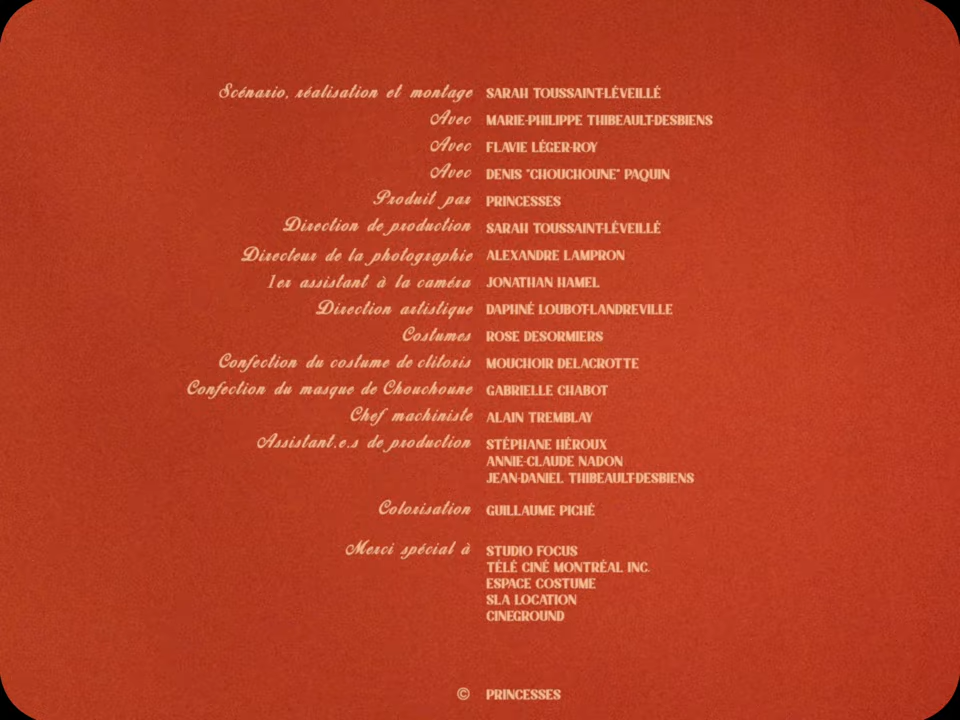 Scénario, réalisation et montage SARAH TOUSSAINT-LÉVEILLÉ
Avec MARIE-PHILIPPE THIBEAULT-DESBIENS
Avec FLAVIE LÉGER-ROY
Avec DENIS "CHOUCHOUNE" PAQUIN
Produit par PRINCESSES
Direction de production SARAH TOUSSAINT-LÉVEILLÉ
Directeur de la photographie ALEXANDRE LAMPRON
1er assistant à la caméra JONATHAN HAMEL
Direction artistique DAPHNÉ LOUBOT-LANDREVILLE
Costumes ROSE DESORMIERS
Confection du costume de clitoris MOUCHOIR DELACROTTE
Confection du masque de Chouchoune GABRIELLE CHABOT
Chef machiniste ALAIN TREMBLAY
Assistant.e.s de production STÉPHANE HÉROUX
ANNIE-CLAUDE NADON
JEAN-DANIEL THIBEAULT-DESBIENS
Colorisation GUILLAUME PICHÉ
Merci spécial à STUDIO FOCUS
TÉLÉ CINÉ MONTRÉAL INC.
ESPACE COSTUME
SLA LOCATION
CINEGROUND
© PRINCESSES